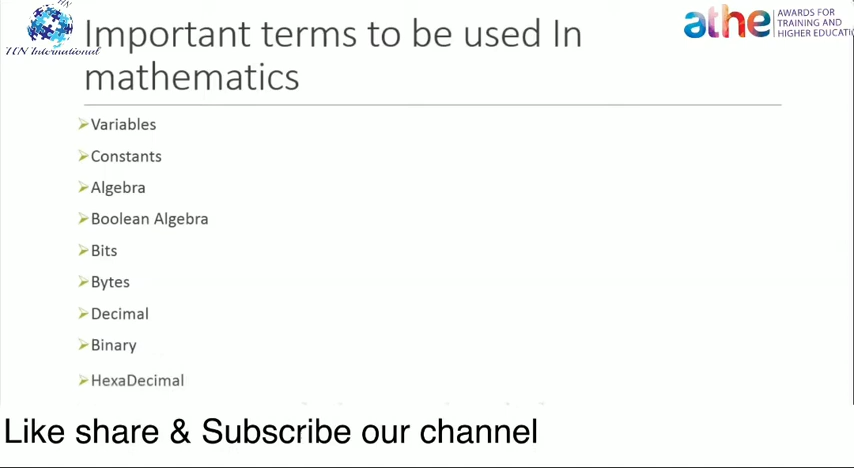 Important terms to be used In
mathematics
athe
AWARDS FOR
TRAINING AND
HIGHER EDUCATIO
UN International
Variables
Constants
Algebra
Boolean Algebra
Bits
Bytes
Decimal
Binary
HexaDecimal
Like share & Subscribe our channel